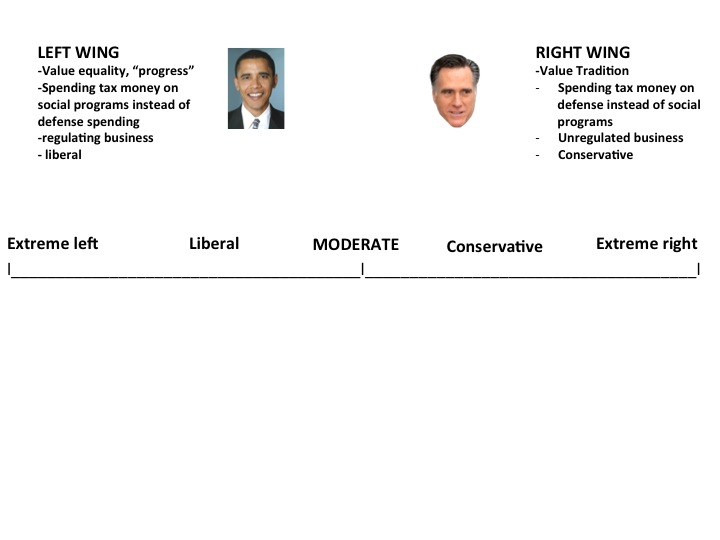 LEFT WING
-Value equality, “progress”
-Spending tax money on
social programs instead of
defense spending
-regulating business
- liberal
RIGHT WING
-Value Tradition
- Spending tax money on
defense instead of social
programs
- Unregulated business
- Conservative
Extreme left Liberal MODERATE Conservative Extreme right